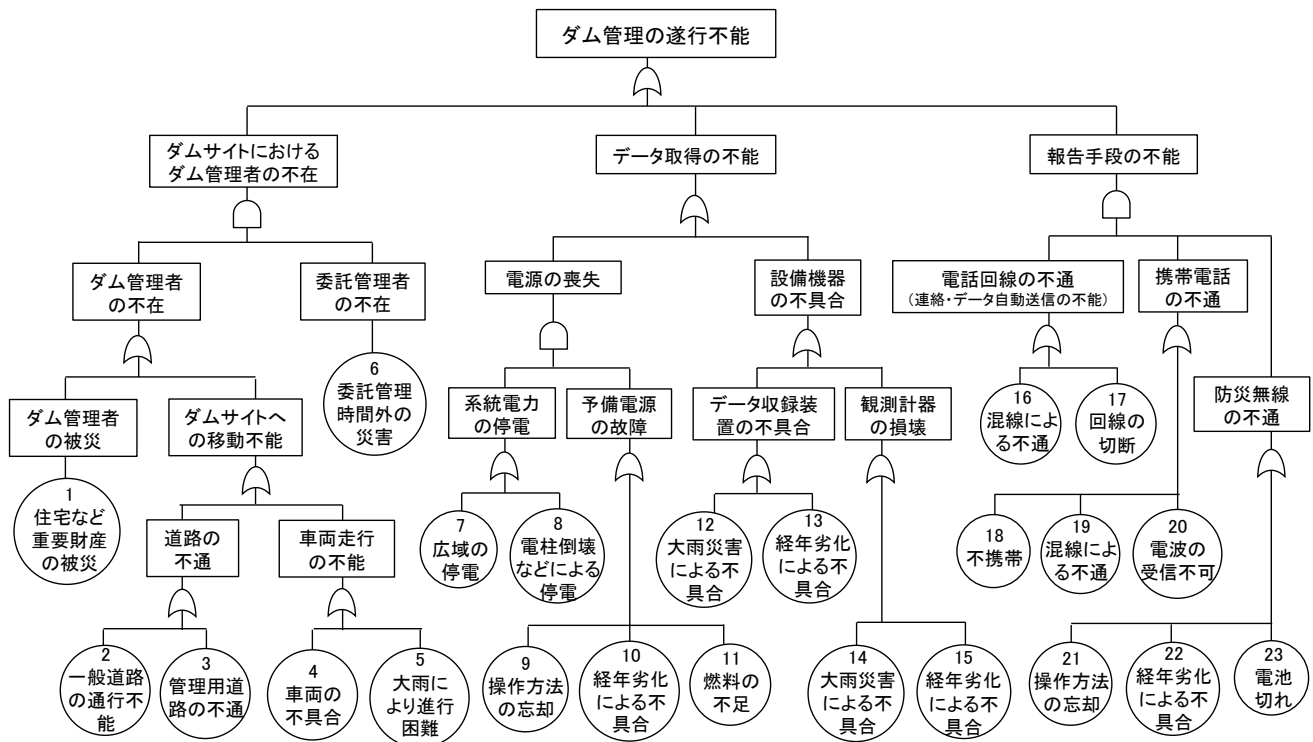 ダム管理の遂行不能
ダムサイトにおける
ダム管理者の不在
データ取得の不能
報告手段の不能
ダム管理者
の不在
委託管理者
の不在
電源の喪失
設備機器
の不具合
電話回線の不通
(連絡・データ自動送信の不能)
携帯電話
の不通
ダム管理者
の被災
ダムサイトへ
の移動不能
6
委託管理
時間外の
災害
系統電力
の停電
予備電源
の故障
データ収録装
置の不具合
観測計器
の損壊
16
混線によ
る不通
17
回線の
切断
防災無線
の不通
1
住宅など
重要財産
の被災
道路の
不通
車両走行
の不能
7
広域の
停電
8
電柱倒壊
などによる
停電
12
大雨災害
による不
具合
13
経年劣化
による不
具合
18
不携帯
19
混線によ
る不通
20
電波の
受信不可
2
一般道路
の通行不
能
3
管理用道
路の不通
4
車両の
不具合
5
大雨に
より進行
困難
9
操作方法
の忘却
10
経年劣化
による不
具合
11
燃料の
不足
14
大雨災害
による不
具合
15
経年劣化
による不
具合
21
操作方法
の忘却
22
経年劣化
による不
具合
23
電池
切れ